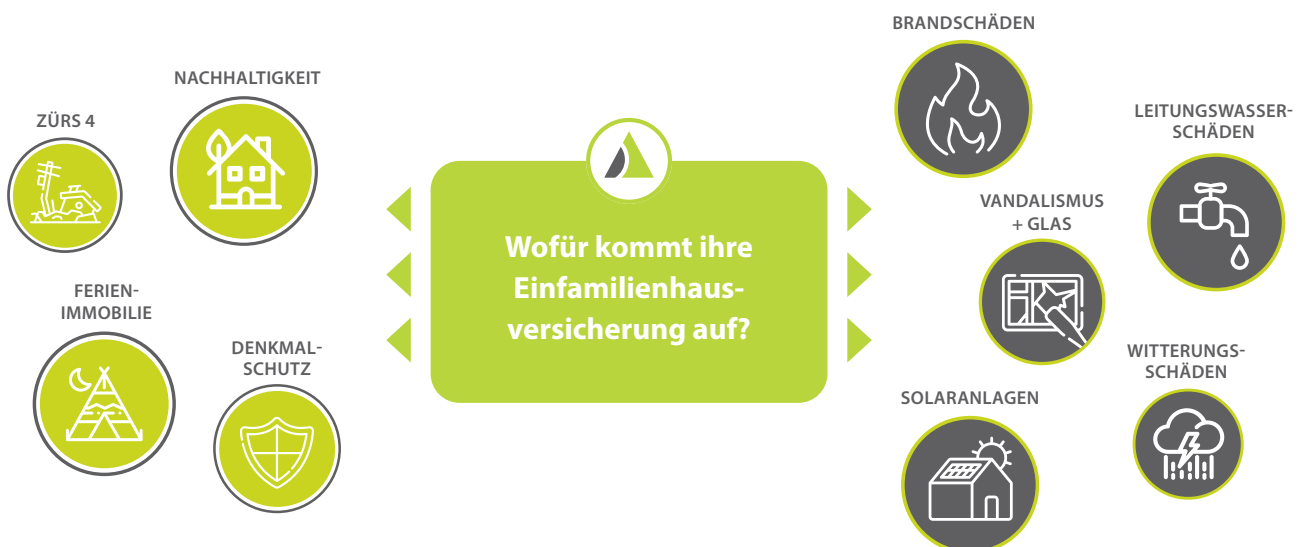 NACHHALTIGKEIT
ZÜRS 4
FERIEN-
IMMOBILIE
DENKMAL-
SCHUTZ
Wofür kommt ihre
Einfamilienhaus-
versicherung auf?
BRANDSCHÄDEN
LEITUNGSWASSER-
SCHÄDEN
VANDALISMUS
+ GLAS
WITTERUNGS-
SCHÄDEN
SOLARANLAGEN